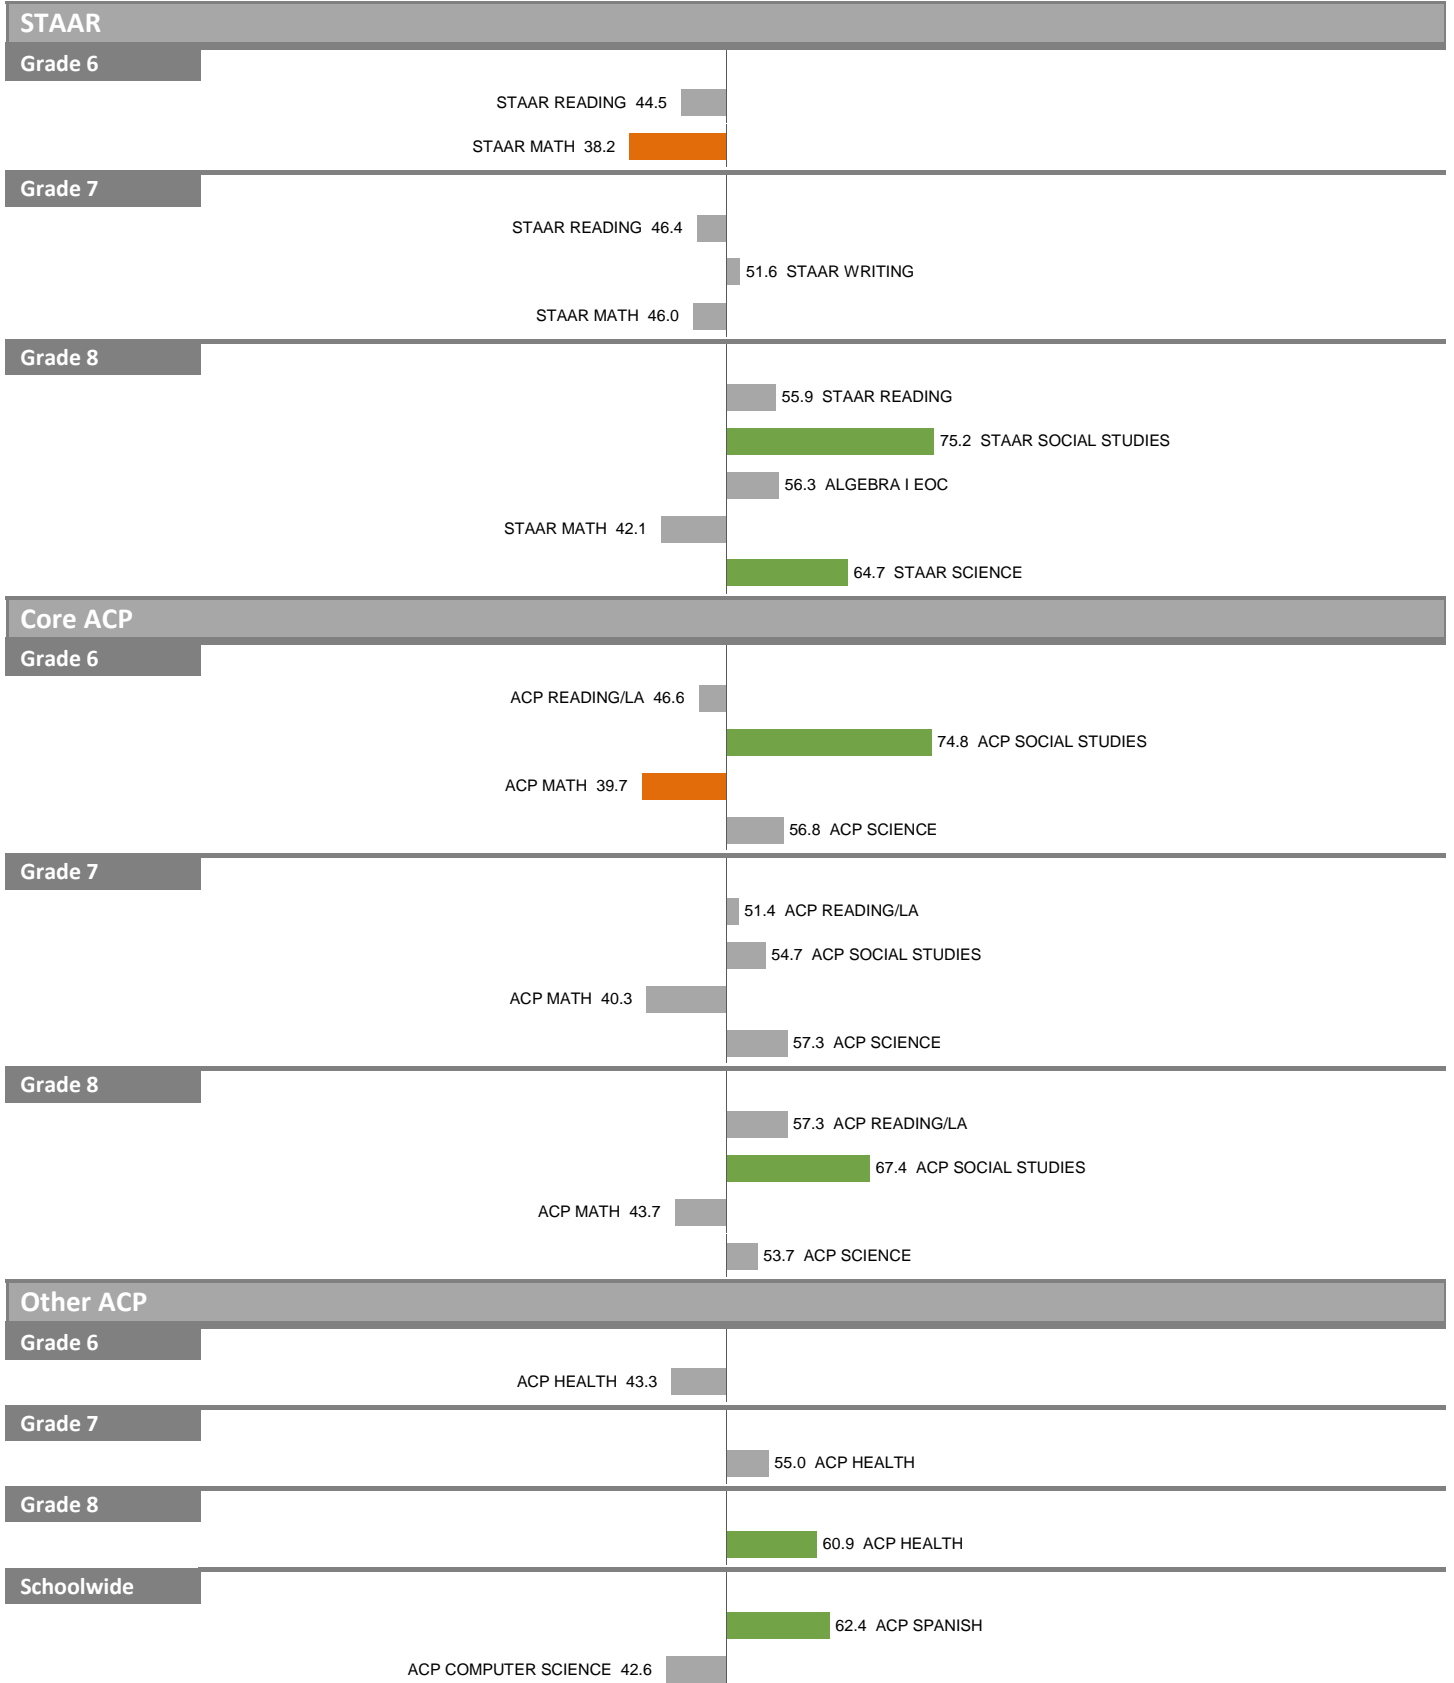 STAAR
Grade 6
STAAR READING 44.5
STAAR MATH 38.2
Grade 7
STAAR READING 46.4
51.6 STAAR WRITING
STAAR MATH 46.0
Grade 8
55.9 STAAR READING
75.2 STAAR SOCIAL STUDIES
56.3 ALGEBRA I EOC
STAAR MATH 42.1
64.7 STAAR SCIENCE
Core ACP
Grade 6
ACP READING/LA 46.6
74.8 ACP SOCIAL STUDIES
ACP MATH 39.7
56.8 ACP SCIENCE
Grade 7
51.4 ACP READING/LA
54.7 ACP SOCIAL STUDIES
ACP MATH 40.3
57.3 ACP SCIENCE
Grade 8
57.3 ACP READING/LA
67.4 ACP SOCIAL STUDIES
ACP MATH 43.7
53.7 ACP SCIENCE
Other ACP
Grade 6
ACP HEALTH 43.3
Grade 7
55.0 ACP HEALTH
Grade 8
60.9 ACP HEALTH
Schoolwide
62.4 ACP SPANISH
ACP COMPUTER SCIENCE 42.6